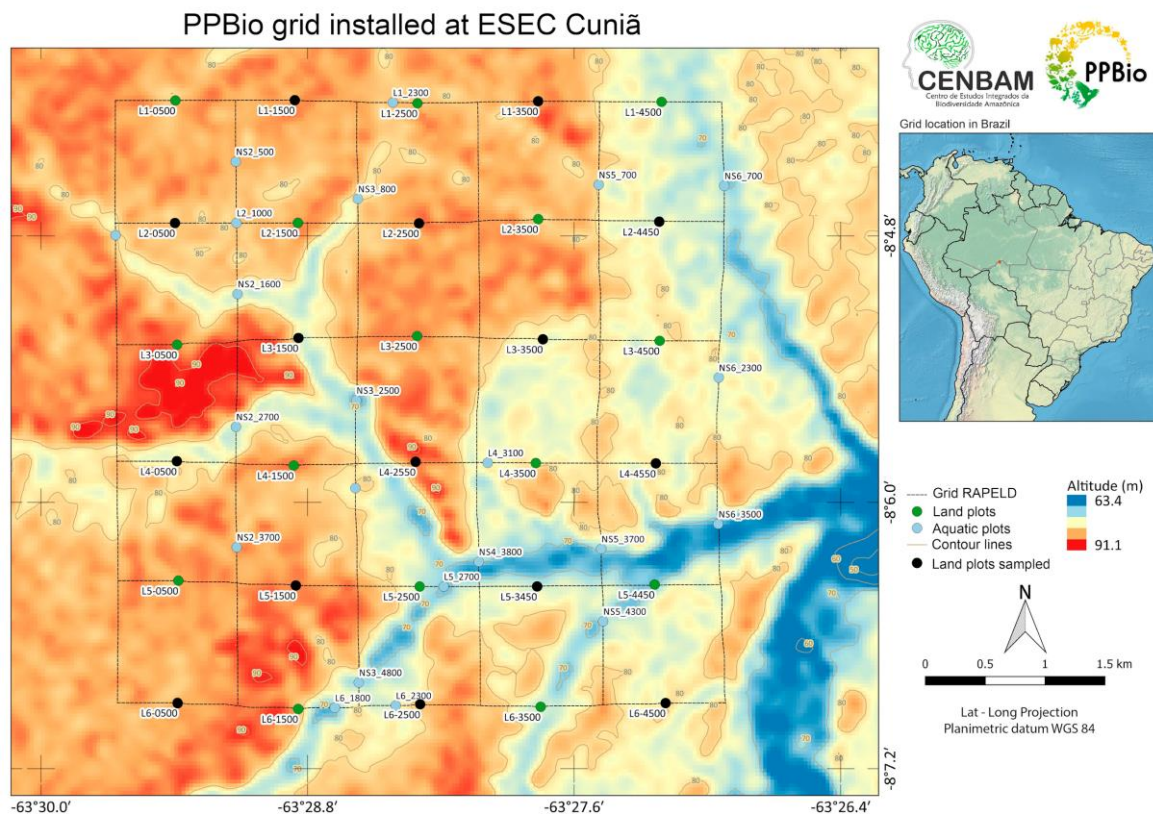 PPBio grid installed at ESEC Cuniã
CENBAM
Centro de Estudos Integrados da
Biodiversidade Amazônica
PPBio
Grid location in Brazil
L1_2300
L1-0500
L1-1500
L1-2500
L1-3500
L1-4500
NS2_500
NS3_800
NS5_700
NS6_700
L2_1000
L2-0500
L2-1500
L2-2500
L2-3500
L2-4450
-8°4.8'
NS2_1600
L3-0500
L3-1500
L3-2500
L3-3500
L3-4500
NS6_2300
NS3_2500
NS2_2700
L4_3100
L4-0500
L4-1500
L4-2550
L4-3500
L4-4550
-8°6.0'
NS6_3500
NS2_3700
NS4_3800
NS5_3700
L5_2700
L5-0500
L5-1500
L5-2500
L5-3450
L5-4450
NS5_4300
NS3_4800
L6_1800
L6_2300
L6-0500
L6-1500
L6-2500
L6-3500
L6-4500
-8°7.2'
-63°30.0'
-63°28.8'
-63°27.6'
-63°26.4'
Grid RAPELD
Land plots
Aquatic plots
Contour lines
Land plots sampled
Altitude (m)
63.4
91.1
N
0 0.5 1 1.5 km
Lat - Long Projection
Planimetric datum WGS 84